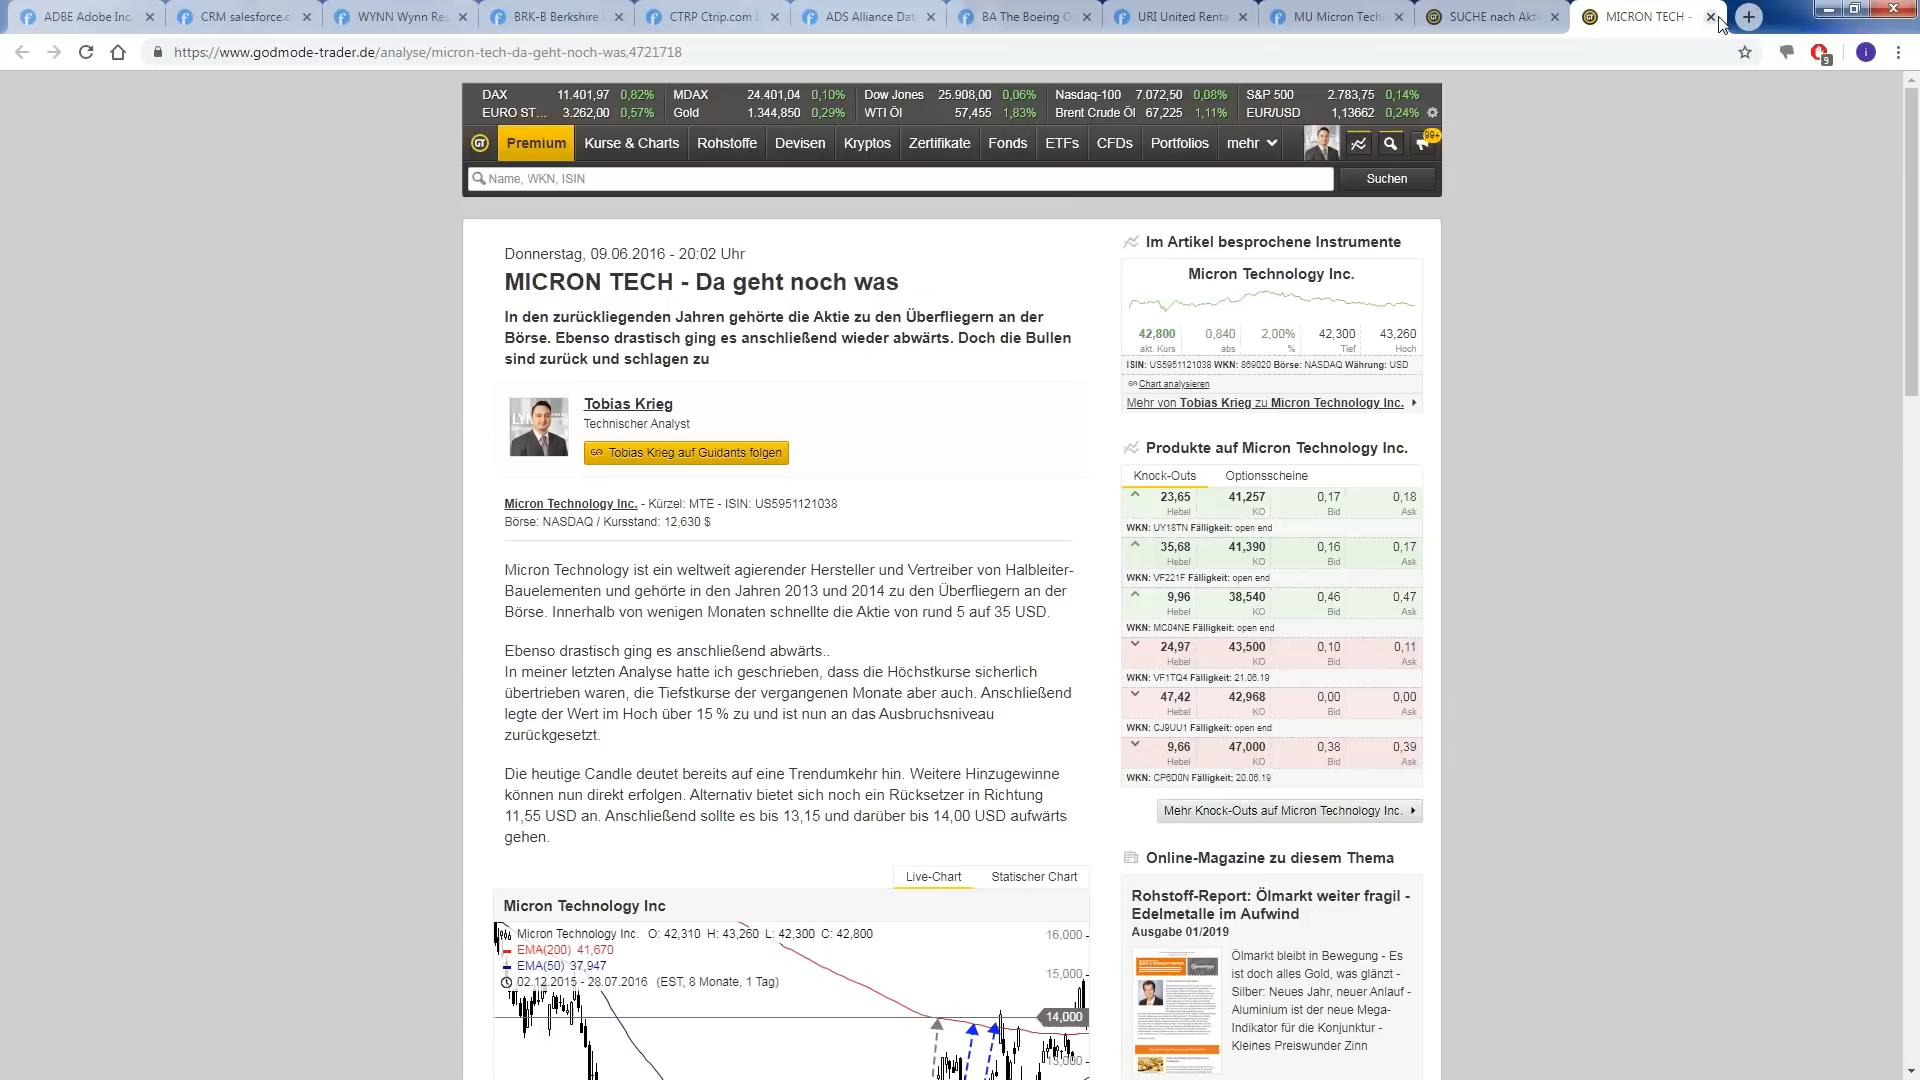 ADBE Adobe Inc.
CRM salesforce.c
WYNN Wynn Res
BRK-B Berkshire
CTRP Ctrip.com I
ADS Alliance Dat
BA The Boeing C
URI United Renta
MU Micron Tech
SUCHE nach Akti
MICRON TECH -
https://www.godmode-trader.de/analyse/micron-tech-da-geht-noch-was,4721718
9
i
DAX 11.401,97 0,82% MDAX 24.401,04 0,10% Dow Jones 25.908,00 0,06% Nasdaq-100 7.072,50 0,08% S&P 500 2.783,75 0,14%
EURO ST... 3.262,00 0,57% Gold 1.344,850 0,29% WTI Öl 57,455 1,83% Brent Crude Öl 67,225 1,11% EUR/USD 1,13662 0,24%
GT Premium Kurse & Charts Rohstoffe Devisen Kryptos Zertifikate Fonds ETFs CFDs Portfolios mehr 99+
Name, WKN, ISIN Suchen
Donnerstag, 09.06.2016 - 20:02 Uhr
MICRON TECH - Da geht noch was
In den zurückliegenden Jahren gehörte die Aktie zu den Überfliegern an der
Börse. Ebenso drastisch ging es anschließend wieder abwärts. Doch die Bullen
sind zurück und schlagen zu
LYN
Tobias Krieg
Technischer Analyst
Tobias Krieg auf Guidants folgen
Micron Technology Inc. - Kürzel: MTE - ISIN: US5951121038
Börse: NASDAQ / Kursstand: 12,630 $
Micron Technology ist ein weltweit agierender Hersteller und Vertreiber von Halbleiter-
Bauelementen und gehörte in den Jahren 2013 und 2014 zu den Überfliegern an der
Börse. Innerhalb von wenigen Monaten schnellte die Aktie von rund 5 auf 35 USD.
Ebenso drastisch ging es anschließend abwärts..
In meiner letzten Analyse hatte ich geschrieben, dass die Höchstkurse sicherlich
übertrieben waren, die Tiefstkurse der vergangenen Monate aber auch. Anschließend
legte der Wert im Hoch über 15 % zu und ist nun an das Ausbruchsniveau
zurückgesetzt.
Die heutige Candle deutet bereits auf eine Trendumkehr hin. Weitere Hinzugewinne
können nun direkt erfolgen. Alternativ bietet sich noch ein Rücksetzer in Richtung
11,55 USD an. Anschließend sollte es bis 13,15 und darüber bis 14,00 USD aufwärts
gehen.
Live-Chart Statischer Chart
Micron Technology Inc
Micron Technology Inc. O: 42,310 H: 43,260 L: 42,300 C: 42,800
EMA(200) 41,670
EMA(50) 37,947
02.12.2015 - 28.07.2016 (EST, 8 Monate, 1 Tag)
16,000
15,000
14,000
13,000
Im Artikel besprochene Instrumente
Micron Technology Inc.
42,800 0,840 2,00% 42,300 43,260
akt. Kurs abs % Tief Hoch
ISIN: US5951121038 WKN: 869020 Börse: NASDAQ Währung: USD
Chart analysieren
Mehr von Tobias Krieg zu Micron Technology Inc.
Produkte auf Micron Technology Inc.
Knock-Outs Optionsscheine
23,65 41,257 0,17 0,18
Hebel KO Bid Ask
WKN: UY18TN Fälligkeit: open end
35,68 41,390 0,16 0,17
Hebel KO Bid Ask
WKN: VF221F Fälligkeit: open end
9,96 38,540 0,46 0,47
Hebel KO Bid Ask
WKN: MC04NE Fälligkeit: open end
24,97 43,500 0,10 0,11
Hebel KO Bid Ask
WKN: VF1TQ4 Fälligkeit: 21.06.19
47,42 42,968 0,00 0,00
Hebel KO Bid Ask
WKN: CJ9UU1 Fälligkeit: open end
9,66 47,000 0,38 0,39
Hebel KO Bid Ask
WKN: CP6D0N Fälligkeit: 20.06.19
Mehr Knock-Outs auf Micron Technology Inc.
Online-Magazine zu diesem Thema
Rohstoff-Report: Ölmarkt weiter fragil -
Edelmetalle im Aufwind
Ausgabe 01/2019
Ölmarkt bleibt in Bewegung - Es
ist doch alles Gold, was glänzt -
Silber: Neues Jahr, neuer Anlauf -
Aluminium ist der neue Mega-
Indikator für die Konjunktur -
Kleines Preiswunder Zinn